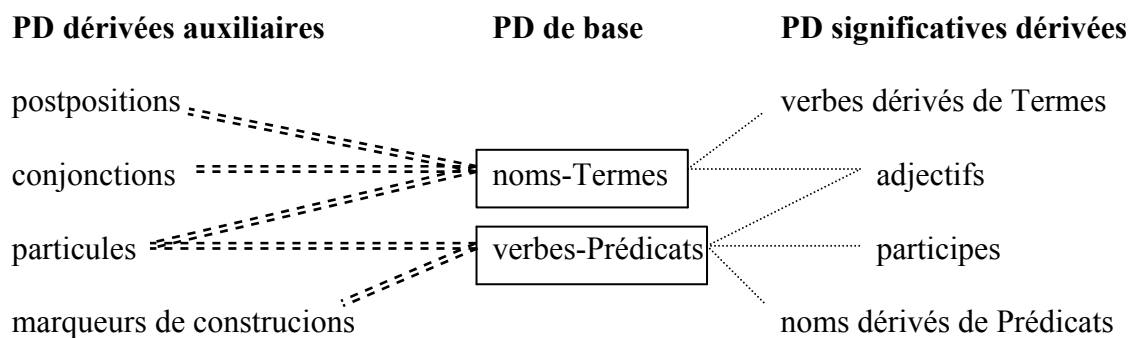 PD dérivées auxiliaires PD de base PD significatives dérivées
postpositions verbes dérivés de Termes
conjonctions noms-Termes adjectifs
particules verbes-Prédicats participes
marqueurs de construcions noms dérivés de Prédicats